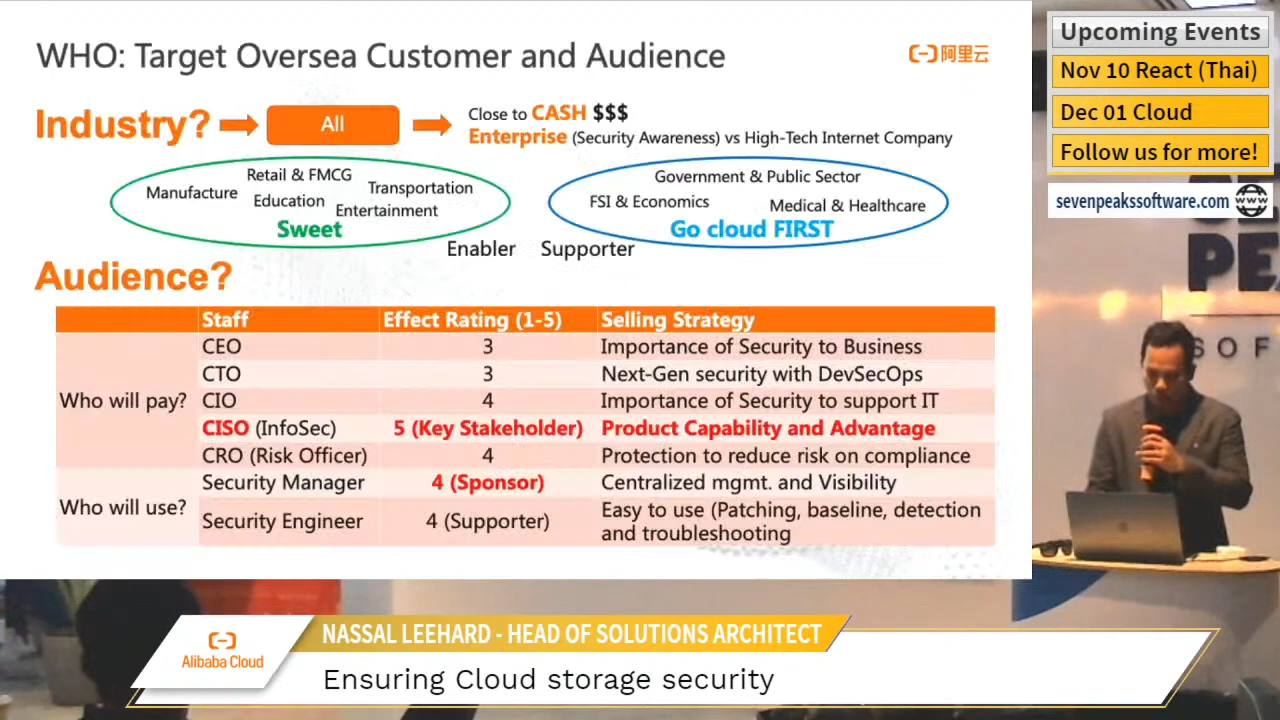 WHO: Target Oversea Customer and Audience
阿里云
Industry?
All
Close to CASH $$$
Enterprise (Security Awareness) vs High-Tech Internet Company
Manufacture
Retail & FMCG
Education
Transportation
Entertainment
Sweet
Government & Public Sector
FSI & Economics
Medical & Healthcare
Go cloud FIRST
Enabler Supporter
Audience?
Staff Effect Rating (1-5) Selling Strategy
Who will pay?
CEO 3 Importance of Security to Business
CTO 3 Next-Gen security with DevSecOps
CIO 4 Importance of Security to support IT
CISO (InfoSec) 5 (Key Stakeholder) Product Capability and Advantage
CRO (Risk Officer) 4 Protection to reduce risk on compliance
Who will use?
Security Manager 4 (Sponsor) Centralized mgmt. and Visibility
Security Engineer 4 (Supporter) Easy to use (Patching, baseline, detection
and troubleshooting
Upcoming Events
Nov 10 React (Thai)
Dec 01 Cloud
Follow us for more!
sevenpeakssoftware.com
WWW
Alibaba Cloud
NASSAL LEEHARD - HEAD OF SOLUTIONS ARCHITECT
Ensuring Cloud storage security